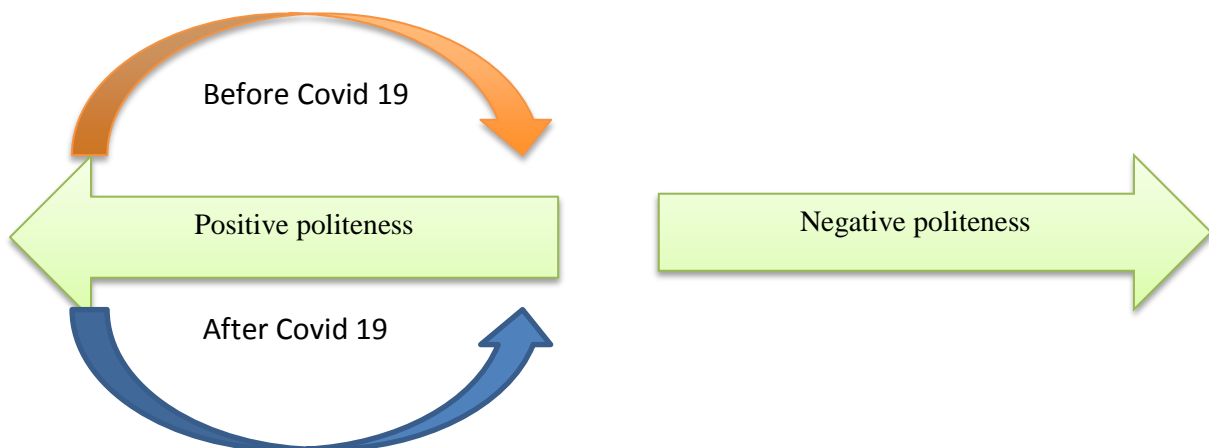 Before Covid 19
Positive politeness
Negative politeness
After Covid 19